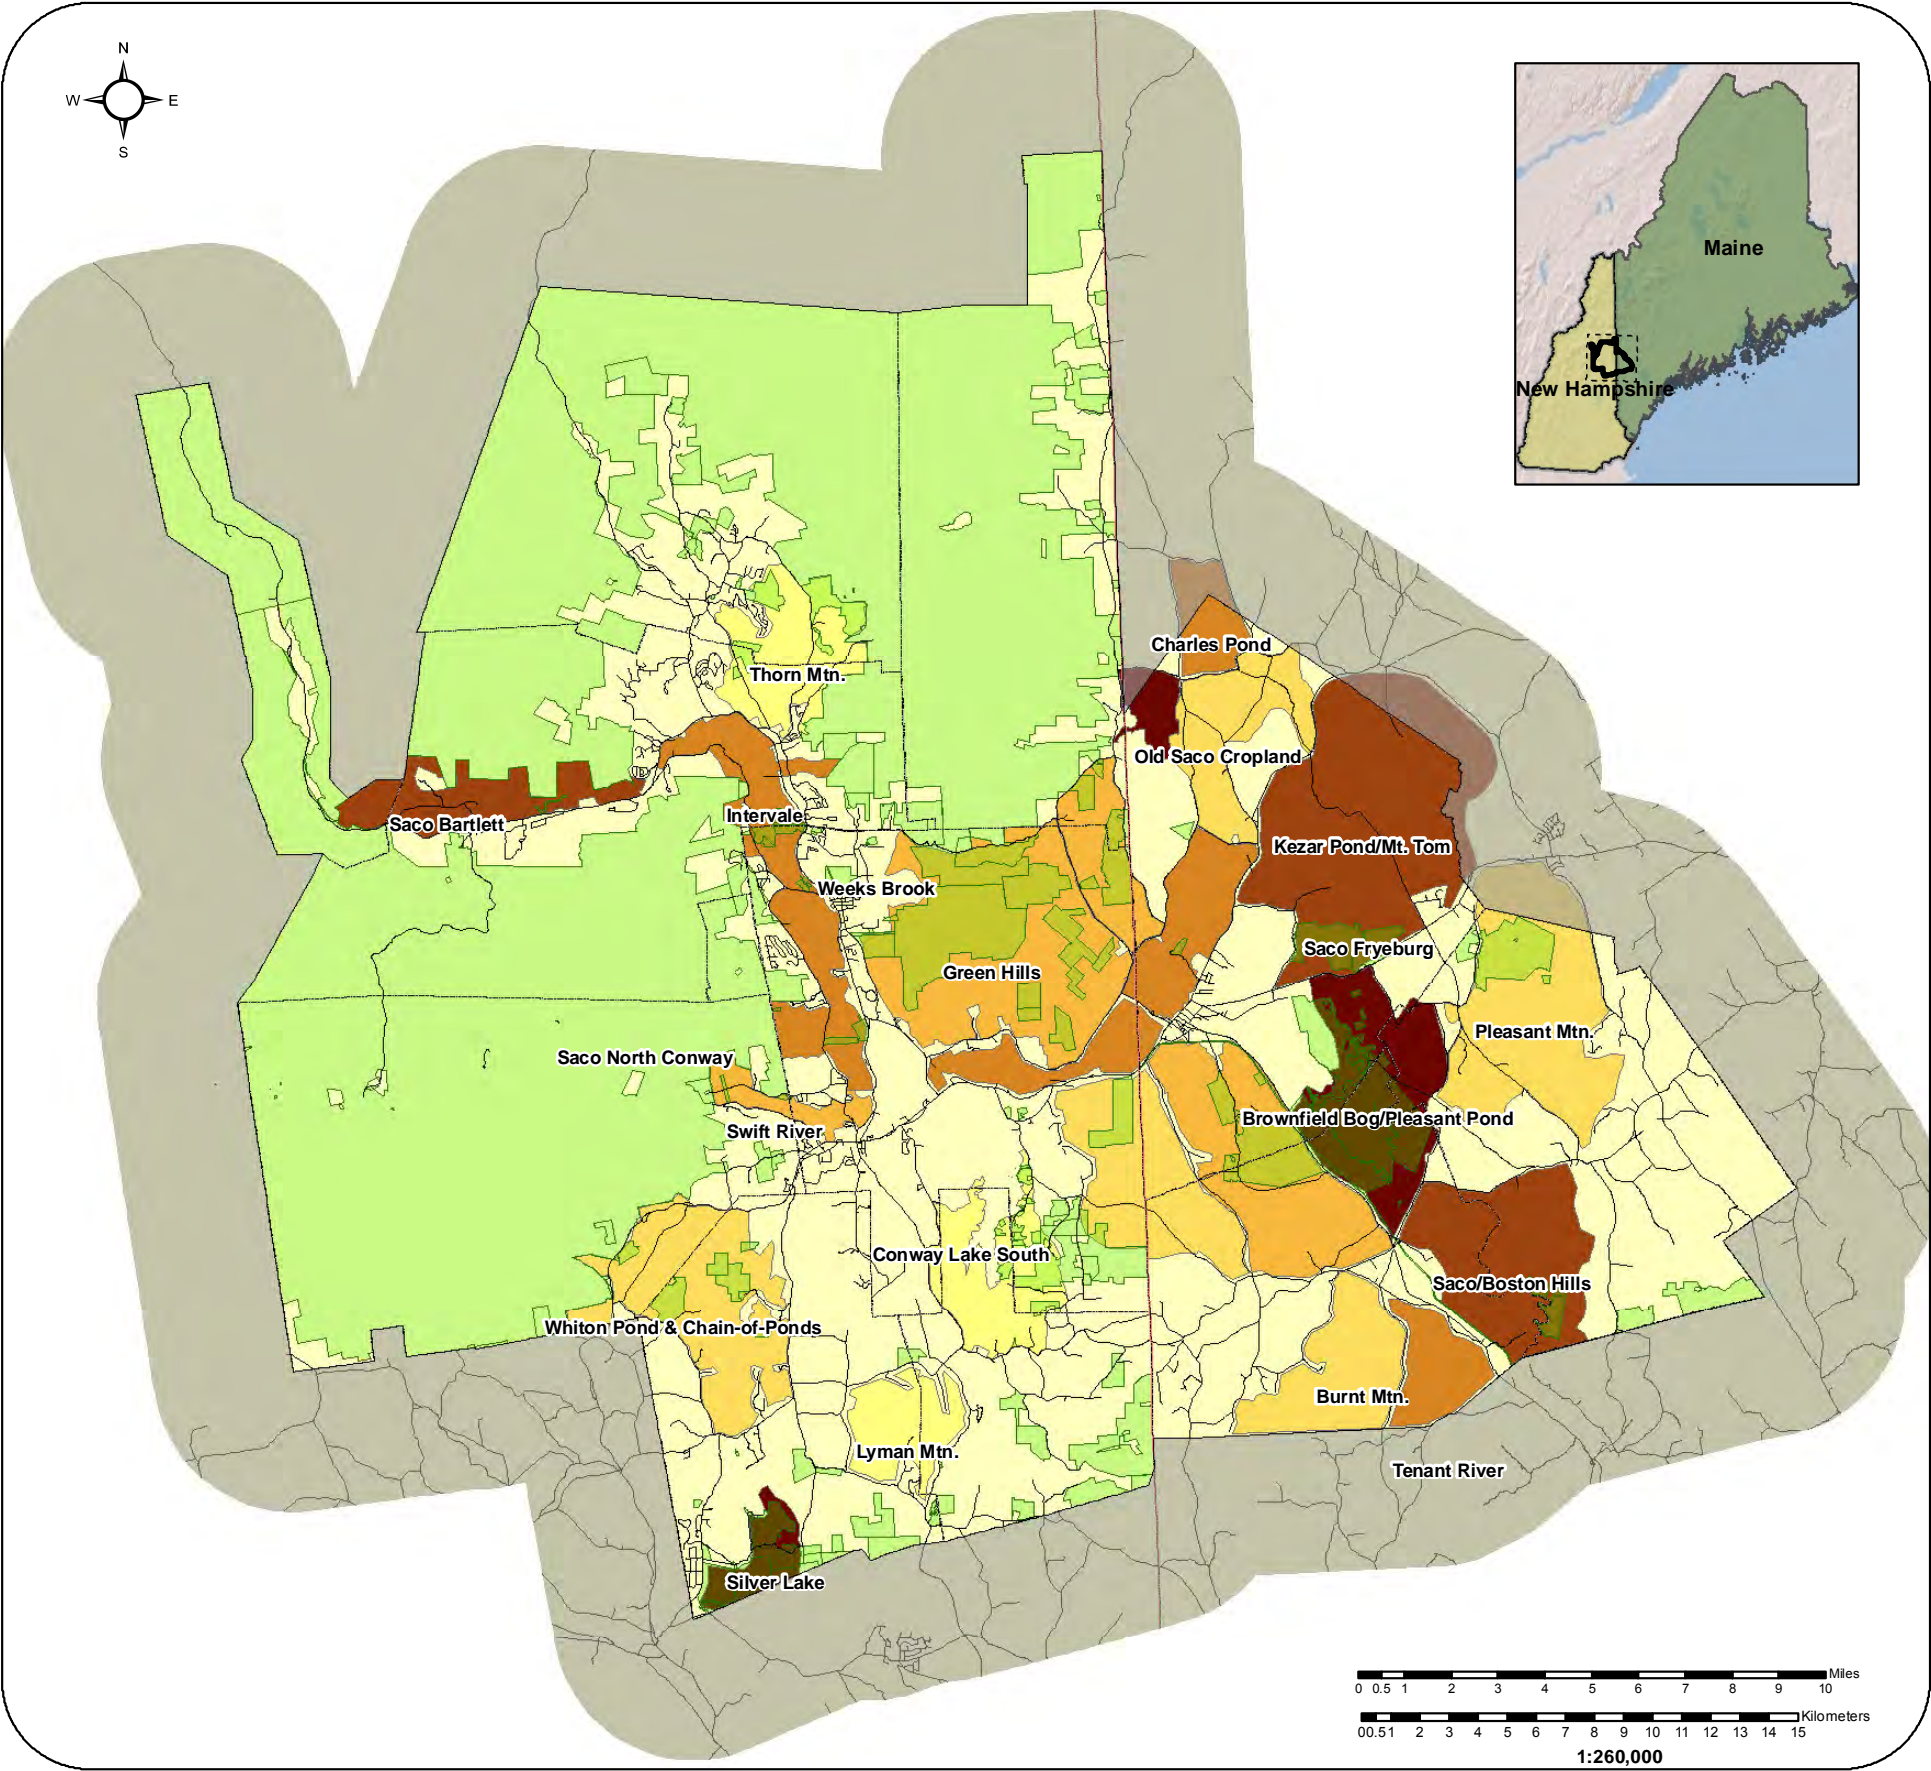 N
W E
S
Maine
New Hampshire
Charles Pond
Thorn Mtn.
Old Saco Cropland
Intervale
Saco Bartlett
Kezar Pond/Mt. Tom
Weeks Brook
Saco Fryeburg
Green Hills
Pleasant Mtn.
Saco North Conway
Brownfield Bog/Pleasant Pond
Swift River
Conway Lake South
Saco/Boston Hills
Whiton Pond & Chain-of-Ponds
Burnt Mtn.
Lyman Mtn.
Tenant River
Silver Lake
Miles
0 0.5 1 2 3 4 5 6 7 8 9 10
Kilometers
0 0.5 1 2 3 4 5 6 7 8 9 10 11 12 13 14 15
1:260,000